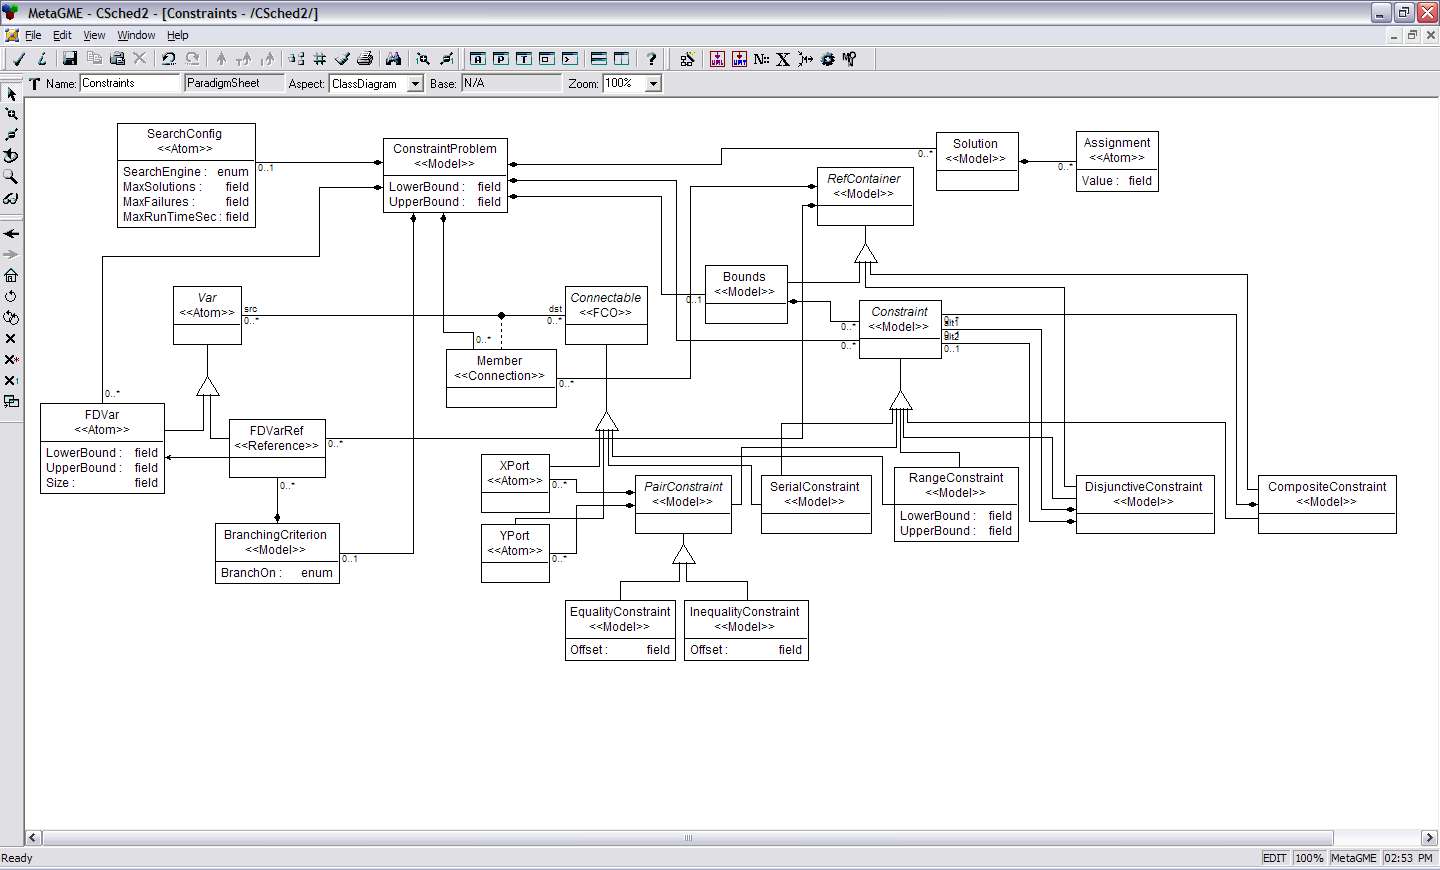 MetaGME - CSched2 - [Constraints - /CSched2/]
File Edit View Window Help
Name: Constraints ParadigmSheet Aspect: ClassDiagram Base: N/A Zoom: 100%
SearchConfig
<<Atom>>
SearchEngine : enum
MaxSolutions : field
MaxFailures : field
MaxRunTimeSec : field
0..1
ConstraintProblem
<<Model>>
LowerBound : field
UpperBound : field
RefContainer
<<Model>>
0..*
Solution
<<Model>>
0..*
Assignment
<<Atom>>
Value : field
Var
<<Atom>>
src
0..*
dst
0..*
Connectable
<<FCO>>
0..1
Bounds
<<Model>>
0..*
0..*
Constraint
<<Model>>
0..*
alt1
0..1
alt2
0..1
0..*
Member
<<Connection>>
0..*
0..*
FDVar
<<Atom>>
LowerBound : field
UpperBound : field
Size : field
FDVarRef
<<Reference>>
0..*
0..*
BranchingCriterion
<<Model>>
BranchOn : enum
0..1
XPort
<<Atom>>
0..*
YPort
<<Atom>>
0..*
PairConstraint
<<Model>>
SerialConstraint
<<Model>>
RangeConstraint
<<Model>>
LowerBound : field
UpperBound : field
DisjunctiveConstraint
<<Model>>
CompositeConstraint
<<Model>>
EqualityConstraint
<<Model>>
Offset : field
InequalityConstraint
<<Model>>
Offset : field
Ready
EDIT 100% MetaGME 02:53 PM